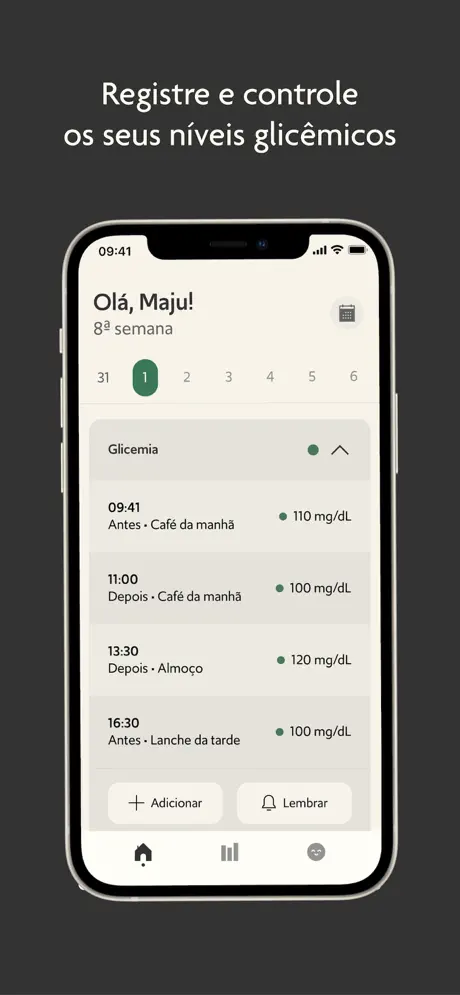 Registre e controle
os seus níveis glicêmicos
09:41
Olá, Maju!
8ª semana
31 1 2 3 4 5 6
Glicemia
09:41
Antes • Café da manhã
110 mg/dL
11:00
Depois • Café da manhã
100 mg/dL
13:30
Depois • Almoço
120 mg/dL
16:30
Antes • Lanche da tarde
100 mg/dL
Adicionar
Lembrar